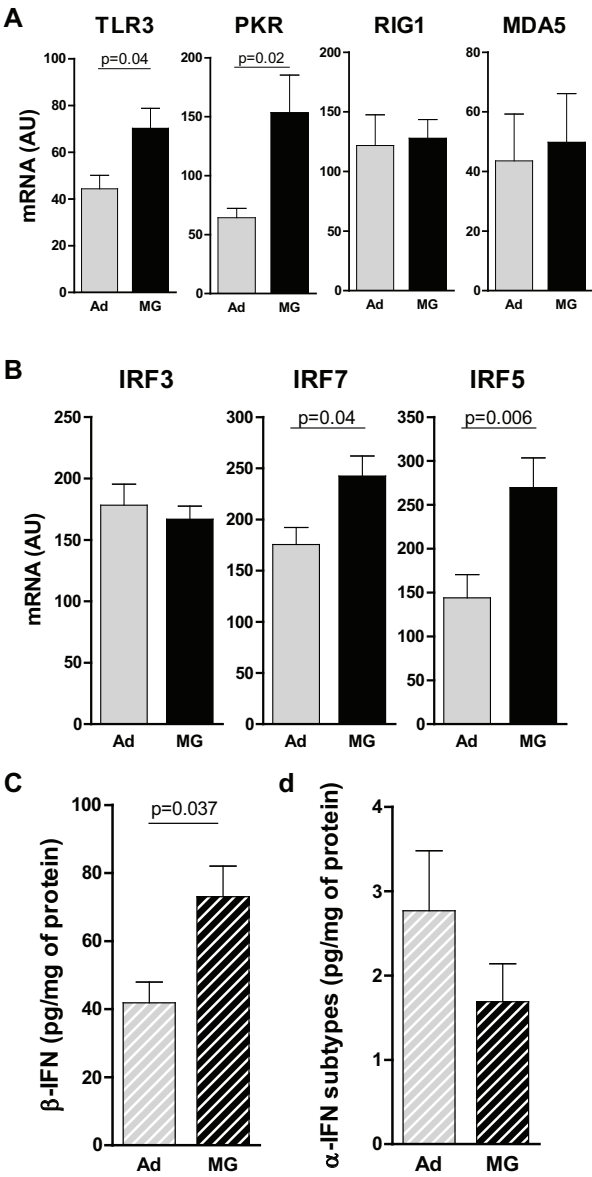 A
TLR3 PKR RIG1 MDA5
p=0.04 p=0.02
mRNA (AU)
100
80
60
40
20
0
Ad MG
200
150
100
50
0
Ad MG
200
150
100
50
0
Ad MG
80
60
40
20
0
Ad MG
B
IRF3 IRF7 IRF5
p=0.04 p=0.006
mRNA (AU)
250
200
150
100
50
0
Ad MG
300
250
200
150
100
50
0
Ad MG
350
300
250
200
150
100
50
0
Ad MG
C
p=0.037
β-IFN (pg/mg of protein)
100
80
60
40
20
0
Ad MG
d
α-IFN subtypes (pg/mg of protein)
4
3
2
1
0
Ad MG